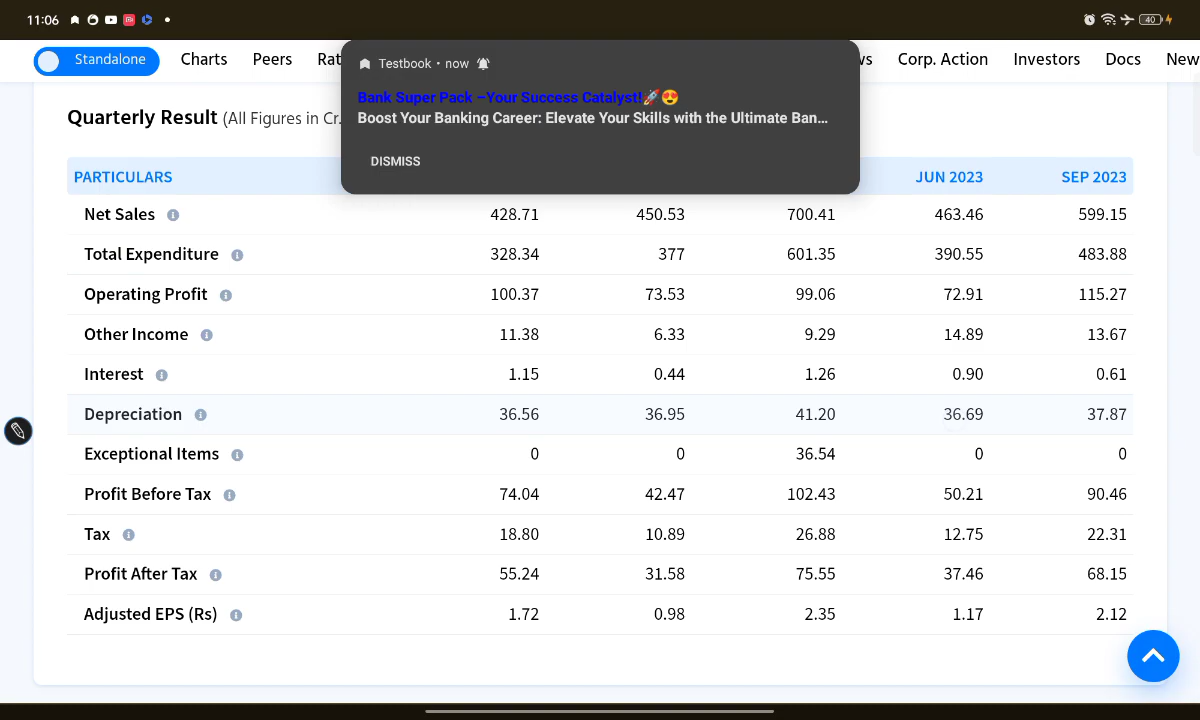 11:06
40
Standalone Charts Peers Rat vs Corp. Action Investors Docs New
Testbook • now
Bank Super Pack –Your Success Catalyst!🚀😍
Boost Your Banking Career: Elevate Your Skills with the Ultimate Ban...
DISMISS
Quarterly Result (All Figures in Cr.
PARTICULARS JUN 2023 SEP 2023
Net Sales 428.71 450.53 700.41 463.46 599.15
Total Expenditure 328.34 377 601.35 390.55 483.88
Operating Profit 100.37 73.53 99.06 72.91 115.27
Other Income 11.38 6.33 9.29 14.89 13.67
Interest 1.15 0.44 1.26 0.90 0.61
Depreciation 36.56 36.95 41.20 36.69 37.87
Exceptional Items 0 0 36.54 0 0
Profit Before Tax 74.04 42.47 102.43 50.21 90.46
Tax 18.80 10.89 26.88 12.75 22.31
Profit After Tax 55.24 31.58 75.55 37.46 68.15
Adjusted EPS (Rs) 1.72 0.98 2.35 1.17 2.12